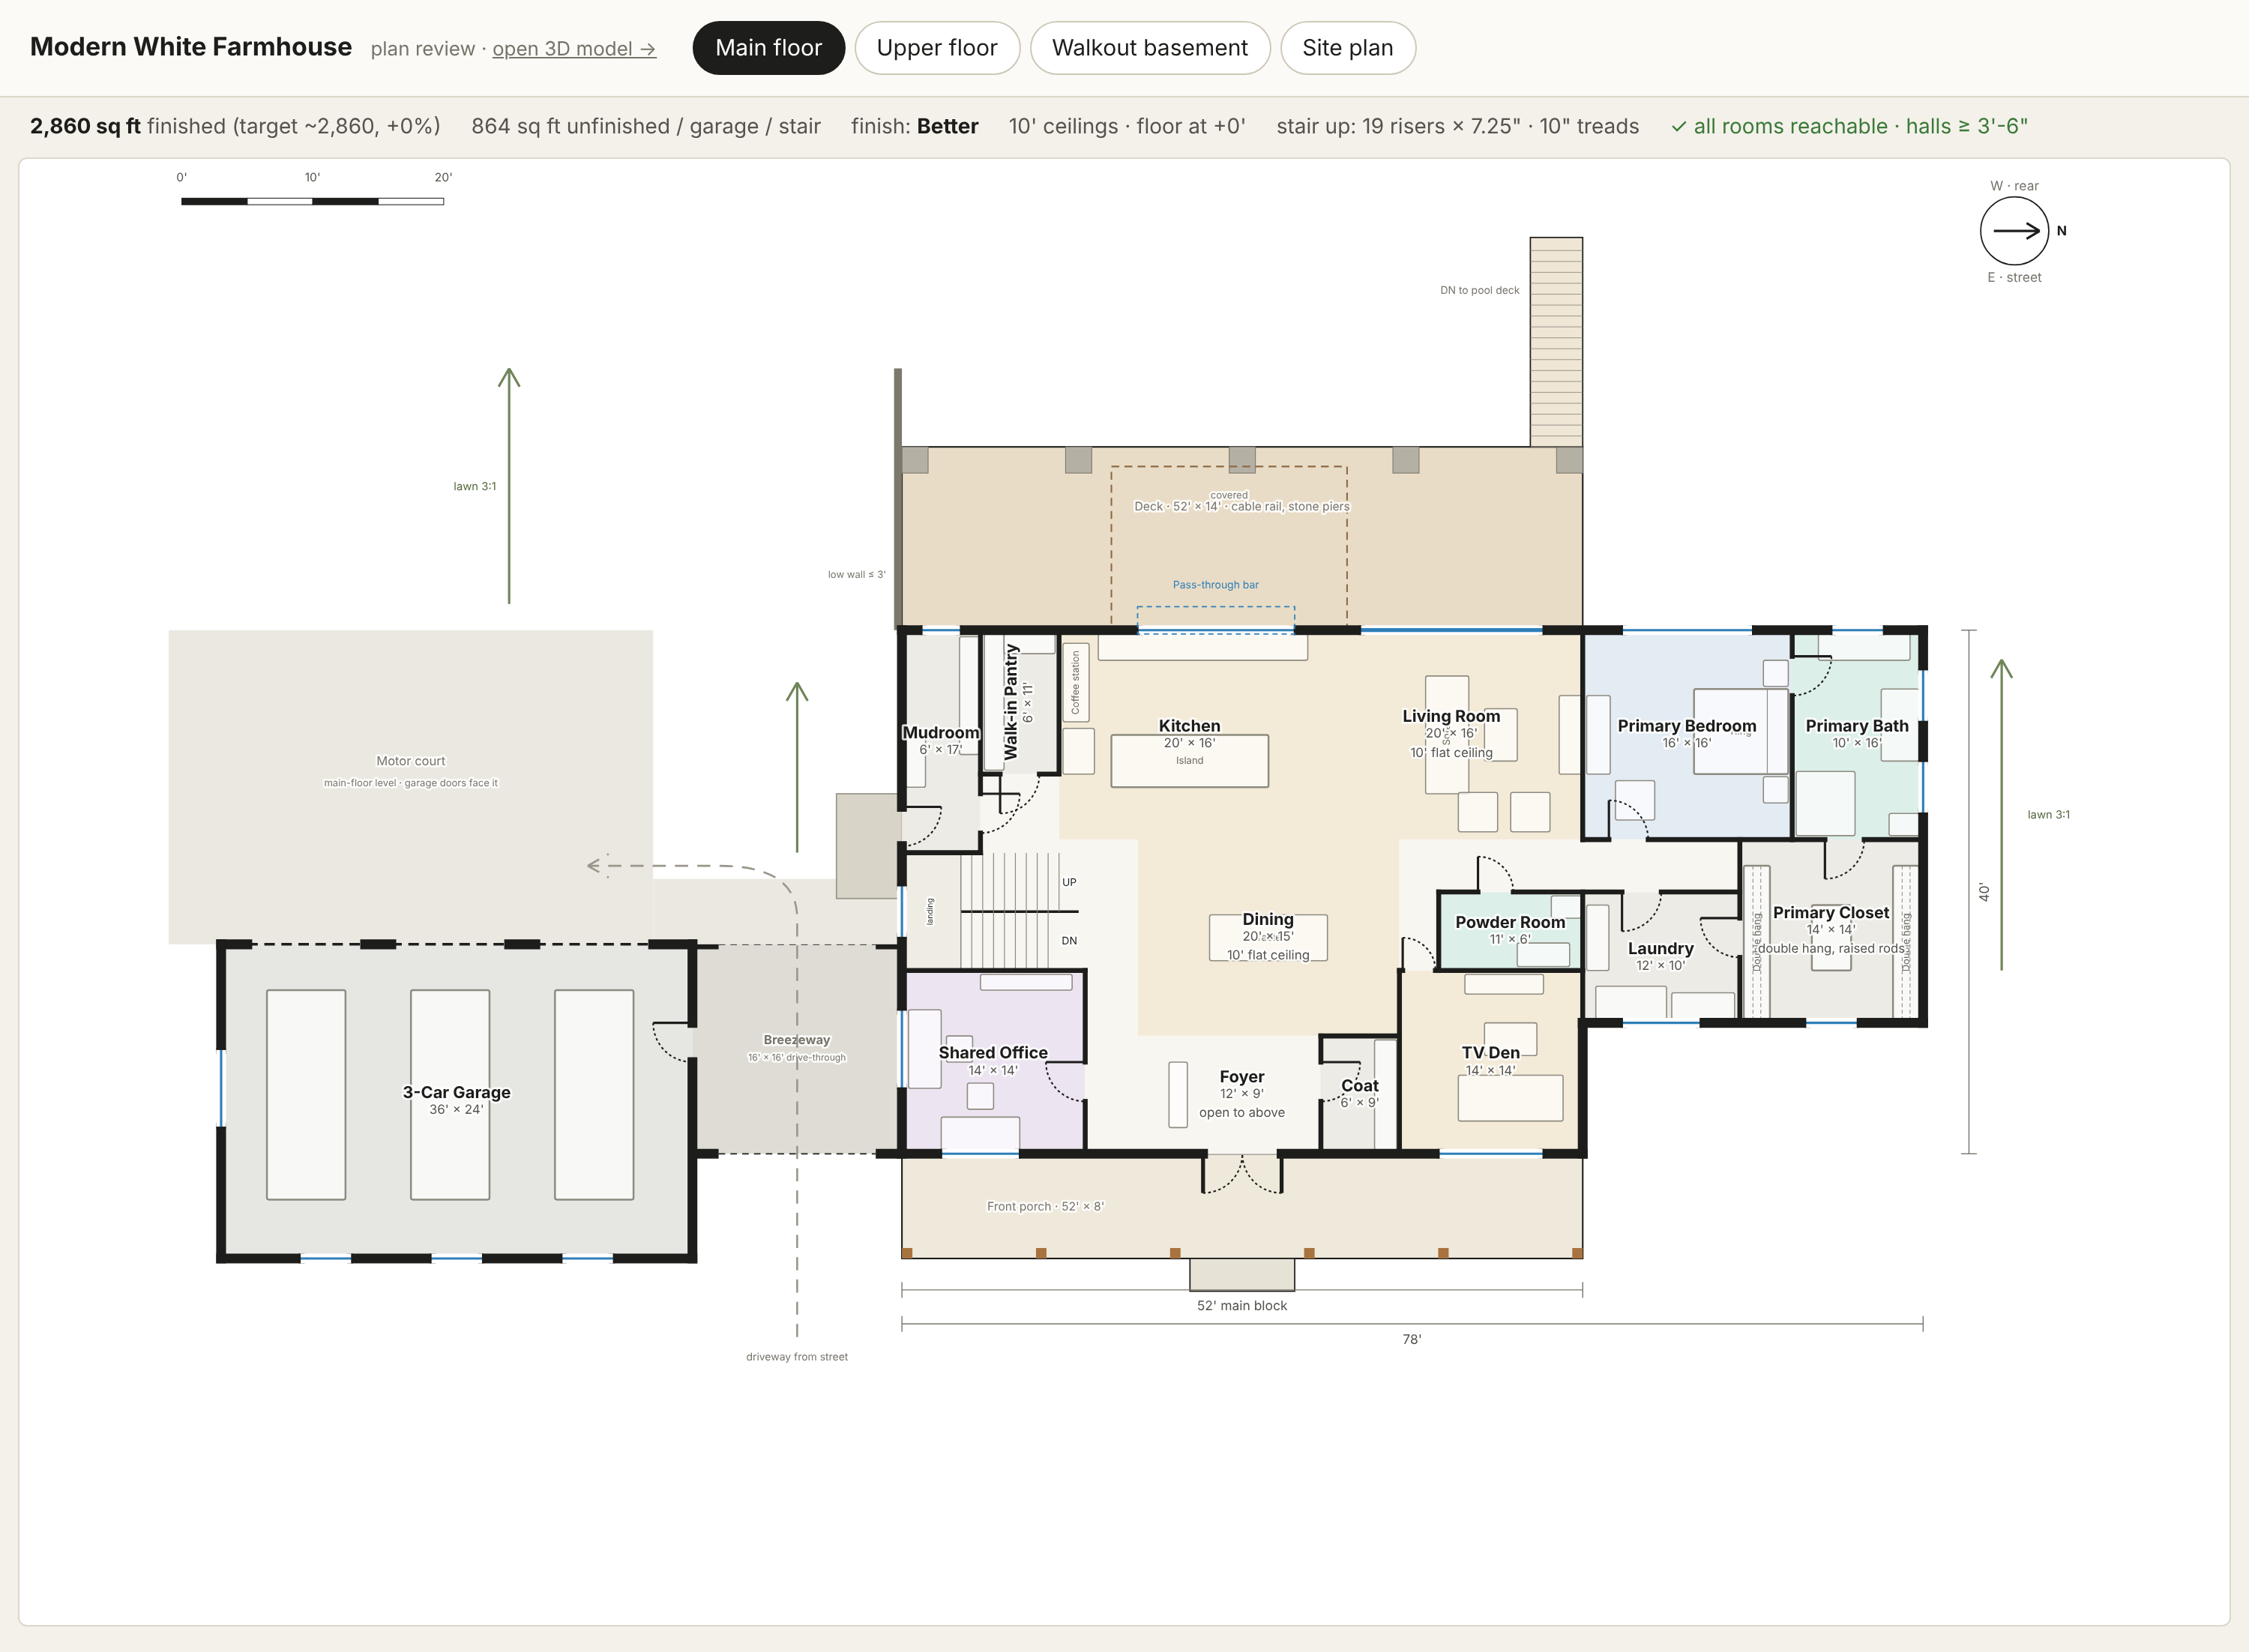 Modern White Farmhouse plan review · open 3D model → Main floor Upper floor Walkout basement Site plan
2,860 sq ft finished (target ~2,860, +0%) 864 sq ft unfinished / garage / stair finish: Better 10' ceilings · floor at +0' stair up: 19 risers × 7.25" · 10" treads ✓ all rooms reachable · halls ≥ 3'-6"
0' 10' 20'
W · rear
N
E · street
DN to pool deck
lawn 3:1
covered
Deck · 52' × 14' · cable rail, stone piers
low wall ≤ 3'
Pass-through bar
Motor court
main-floor level · garage doors face it
Mudroom
6' × 17'
Walk-in Pantry
6' × 11'
Coffee station
Kitchen
20' × 16'
Island
Living Room
20' × 16'
10' flat ceiling
Primary Bedroom
16' × 16'
Primary Bath
10' × 16'
lawn 3:1
40'
UP
landing
DN
Dining
20' × 15'
10' flat ceiling
Powder Room
11' × 6'
Laundry
12' × 10'
Primary Closet
14' × 14'
double hang, raised rods
Double hang
Double hang
Breezeway
16' × 16' drive-through
Shared Office
14' × 14'
Foyer
12' × 9'
open to above
Coat
6' × 9'
TV Den
14' × 14'
3-Car Garage
36' × 24'
Front porch · 52' × 8'
52' main block
78'
driveway from street